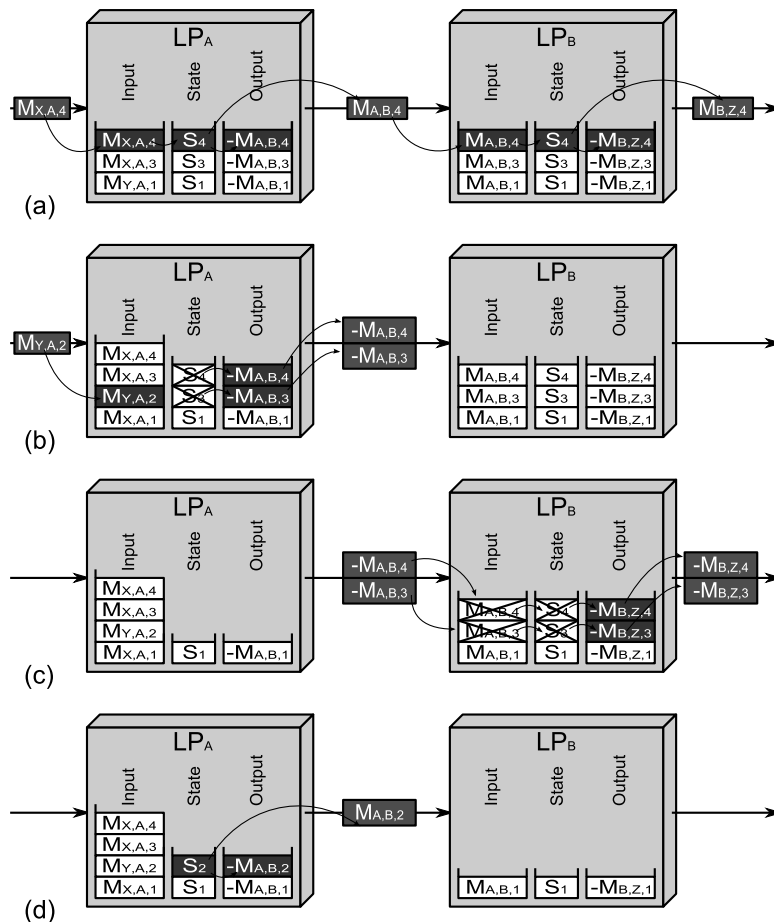 LPA LPB
Input State Output Input State Output
MX,A,4 MA,B,4 MB,Z,4
MX,A,4 S4 -MA,B,4 MA,B,4 S4 -MB,Z,4
MX,A,3 S3 -MA,B,3 MA,B,3 S3 -MB,Z,3
MY,A,1 S1 -MA,B,1 MA,B,1 S1 -MB,Z,1
(a)
LPA LPB
Input State Output Input State Output
MY,A,2 -MA,B,4
MX,A,4 -MA,B,3
MX,A,3 S4 -MA,B,4 MA,B,4 S4 -MB,Z,4
MY,A,2 S3 -MA,B,3 MA,B,3 S3 -MB,Z,3
MX,A,1 S1 -MA,B,1 MA,B,1 S1 -MB,Z,1
(b)
LPA LPB
Input State Output Input State Output
-MA,B,4 -MB,Z,4
MX,A,4 -MA,B,3 -MB,Z,3
MX,A,3 MA,B,4 S4 -MB,Z,4
MY,A,2 MA,B,3 S3 -MB,Z,3
MX,A,1 S1 -MA,B,1 MA,B,1 S1 -MB,Z,1
(c)
LPA LPB
Input State Output Input State Output
MA,B,2
MX,A,4
MX,A,3
MY,A,2 S2 -MA,B,2
MX,A,1 S1 -MA,B,1 MA,B,1 S1 -MB,Z,1
(d)